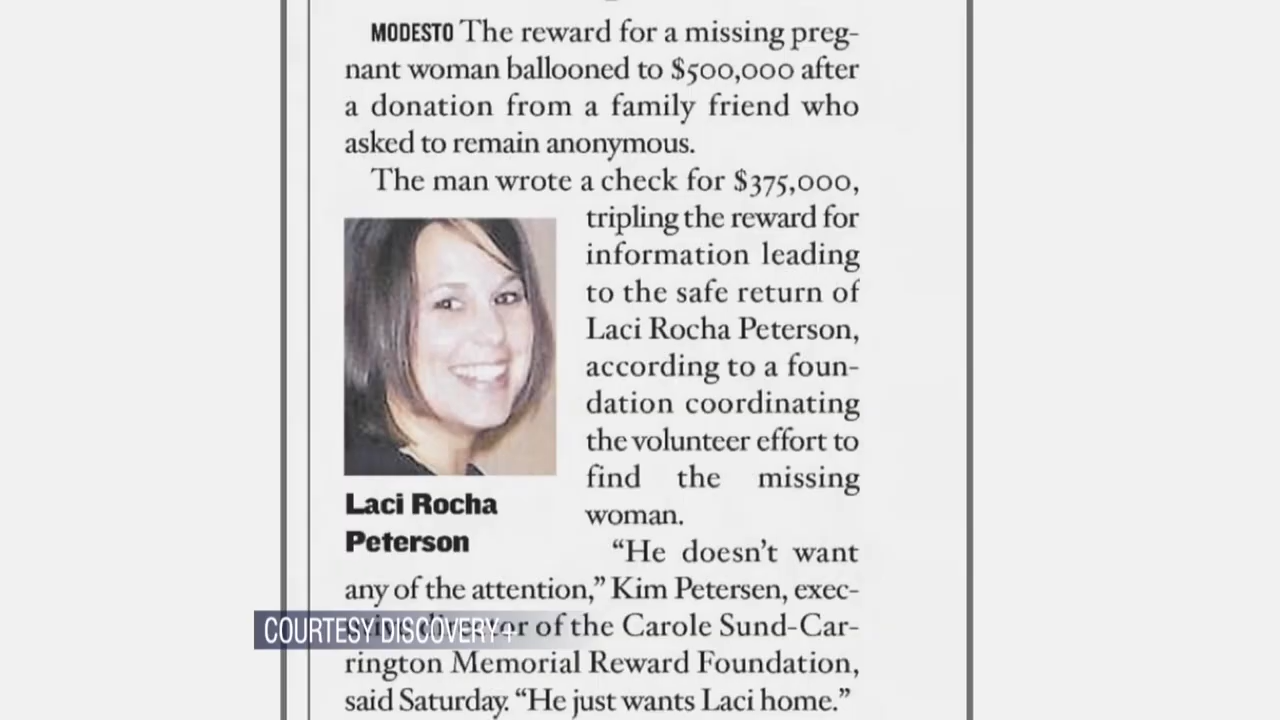 MODESTO The reward for a missing preg-
nant woman ballooned to $500,000 after
a donation from a family friend who
asked to remain anonymous.
The man wrote a check for $375,000,
tripling the reward for
information leading
to the safe return of
Laci Rocha Peterson,
according to a foun-
dation coordinating
the volunteer effort to
find the missing
woman.
Laci Rocha
Peterson
“He doesn’t want
any of the attention,” Kim Petersen, exec-
of the Carole Sund-Car-
COURTESY DISCOVERY+
rington Memorial Reward Foundation,
said Saturday. “He just wants Laci home.”